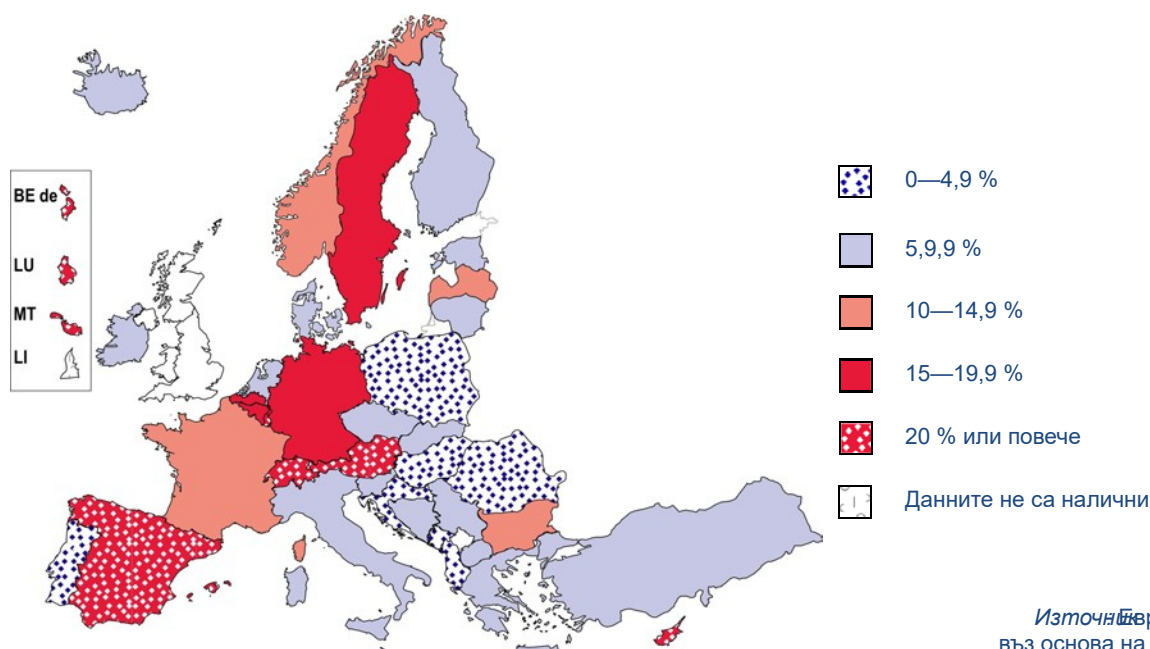 BE de
LU
MT
LI
0—4,9 %
5,9,9 %
10—14,9 %
15—19,9 %
20 % или повече
Данните не са налични
Източник
въз основа на